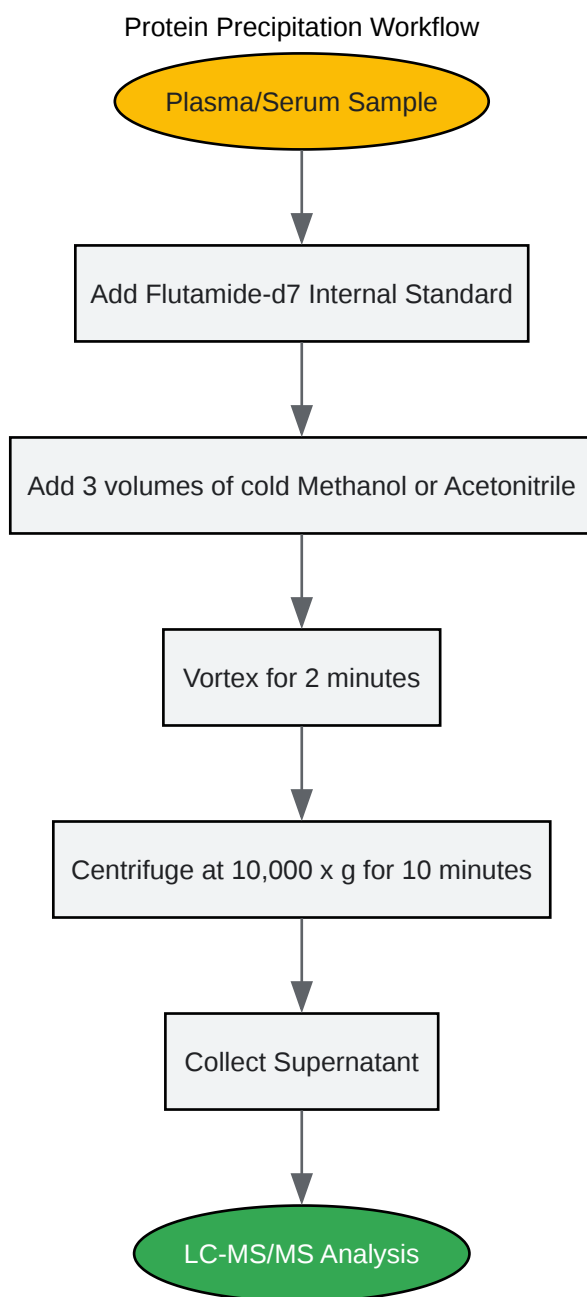 Protein Precipitation Workflow
Plasma/Serum Sample
Add Flutamide-d7 Internal Standard
Add 3 volumes of cold Methanol or Acetonitrile
Vortex for 2 minutes
Centrifuge at 10,000 x g for 10 minutes
Collect Supernatant
LC-MS/MS Analysis